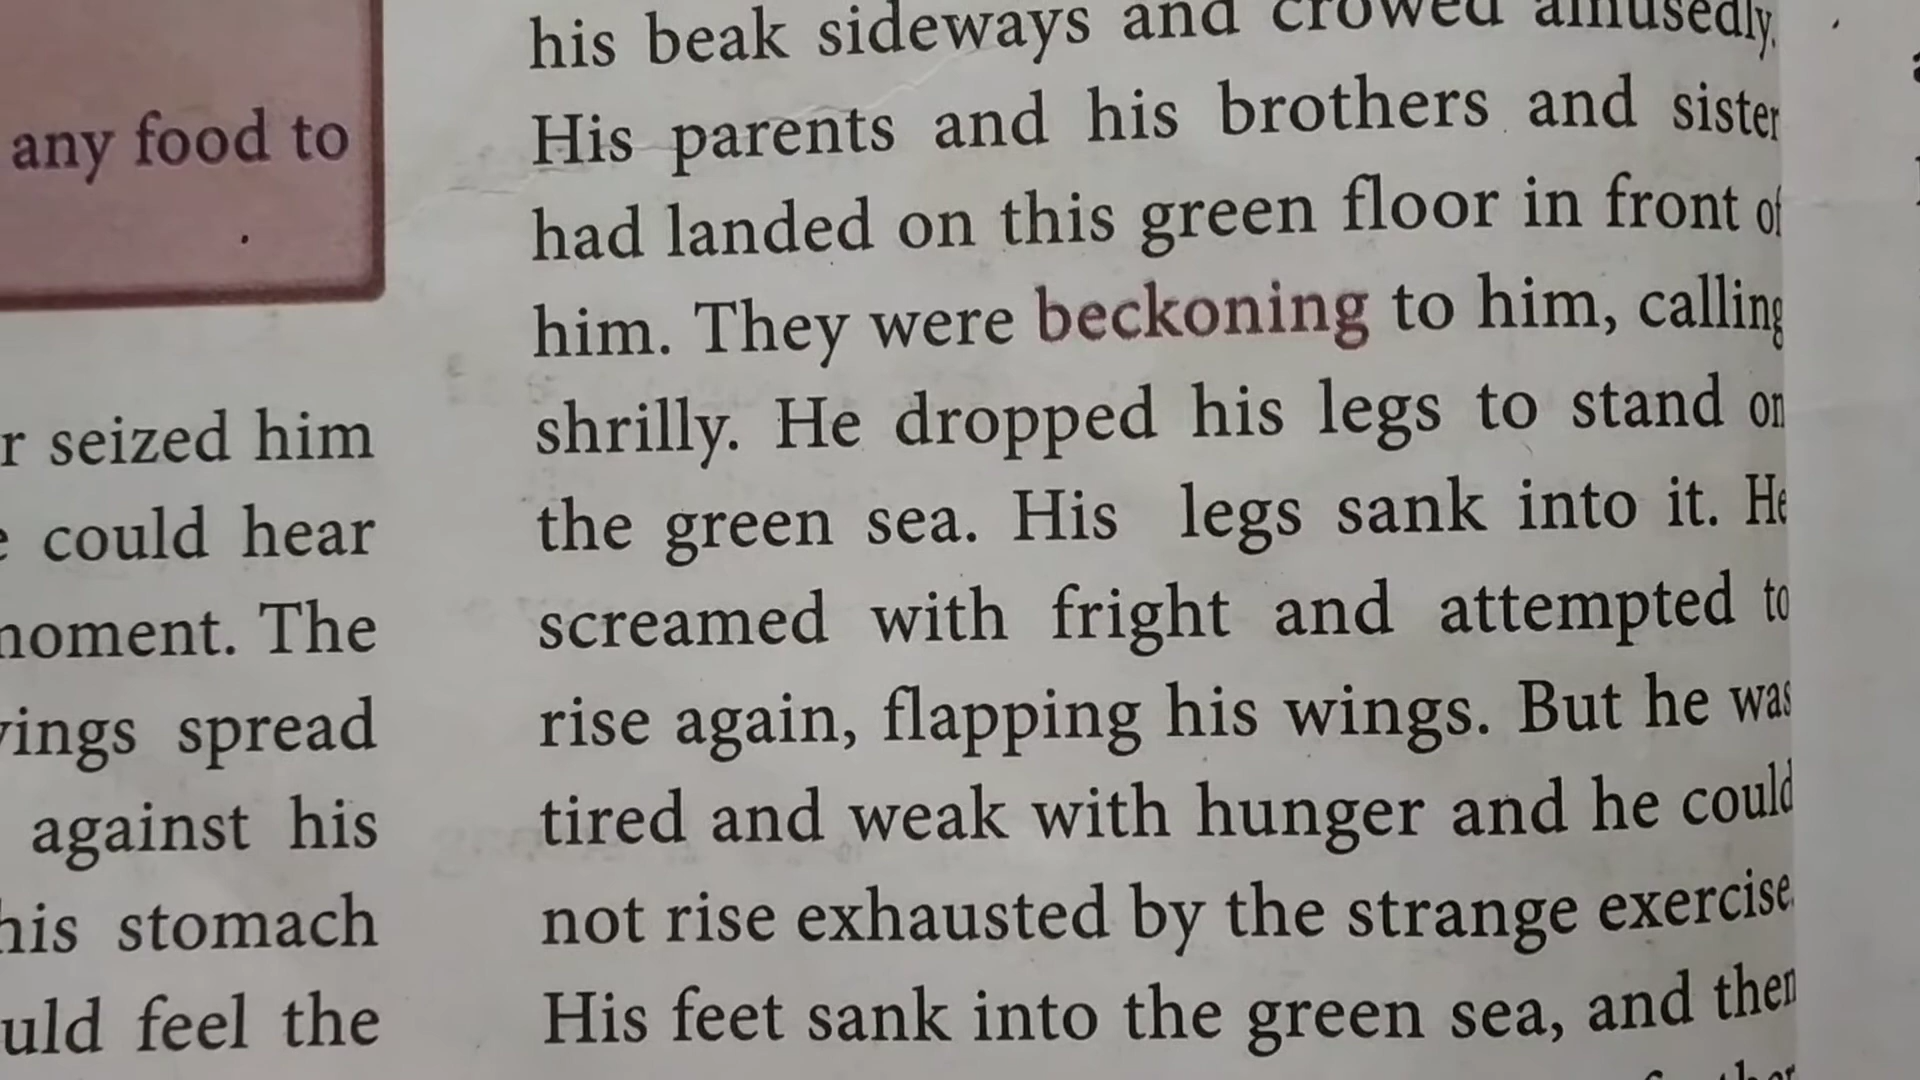 any food to
r seized him
could hear
moment. The
spread
against his
his stomach
uld feel the
his beak sideways and crowed amusedly.
His parents and his brothers and sister
had landed on this green floor in front of
him. They were beckoning to him, calling
shrilly. He dropped his legs to stand on
the green sea. His legs sank into it. He
screamed with fright and attempted to
rise again, flapping his wings. But he was
tired and weak with hunger and he could
not rise exhausted by the strange exercise.
His feet sank into the green sea, and then